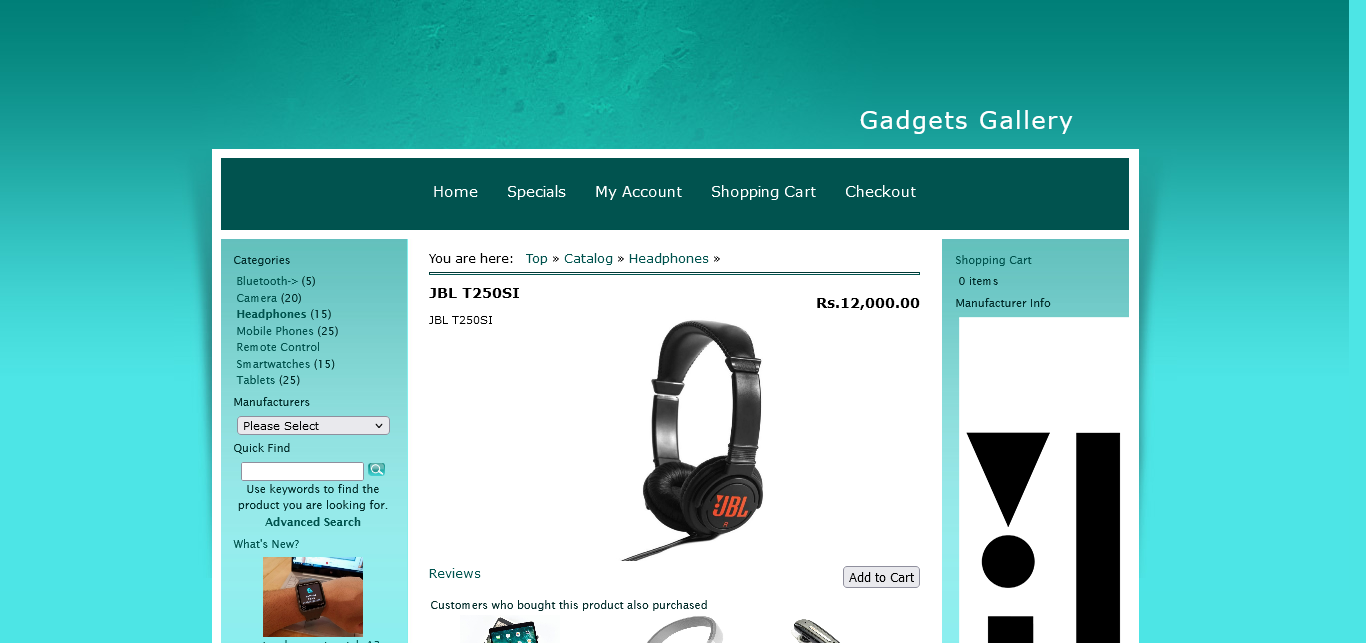 Gadgets Gallery
Home Specials My Account Shopping Cart Checkout
Categories
Bluetooth-> (5)
Camera (20)
Headphones (15)
Mobile Phones (25)
Remote Control
Smartwatches (15)
Tablets (25)
Manufacturers
Please Select
Quick Find
Use keywords to find the
product you are looking for.
Advanced Search
What's New?
You are here: Top » Catalog » Headphones »
JBL T250SI
Rs.12,000.00
JBL T250SI
JBL
R
Reviews
Add to Cart
Customers who bought this product also purchased
Shopping Cart
0 items
Manufacturer Info